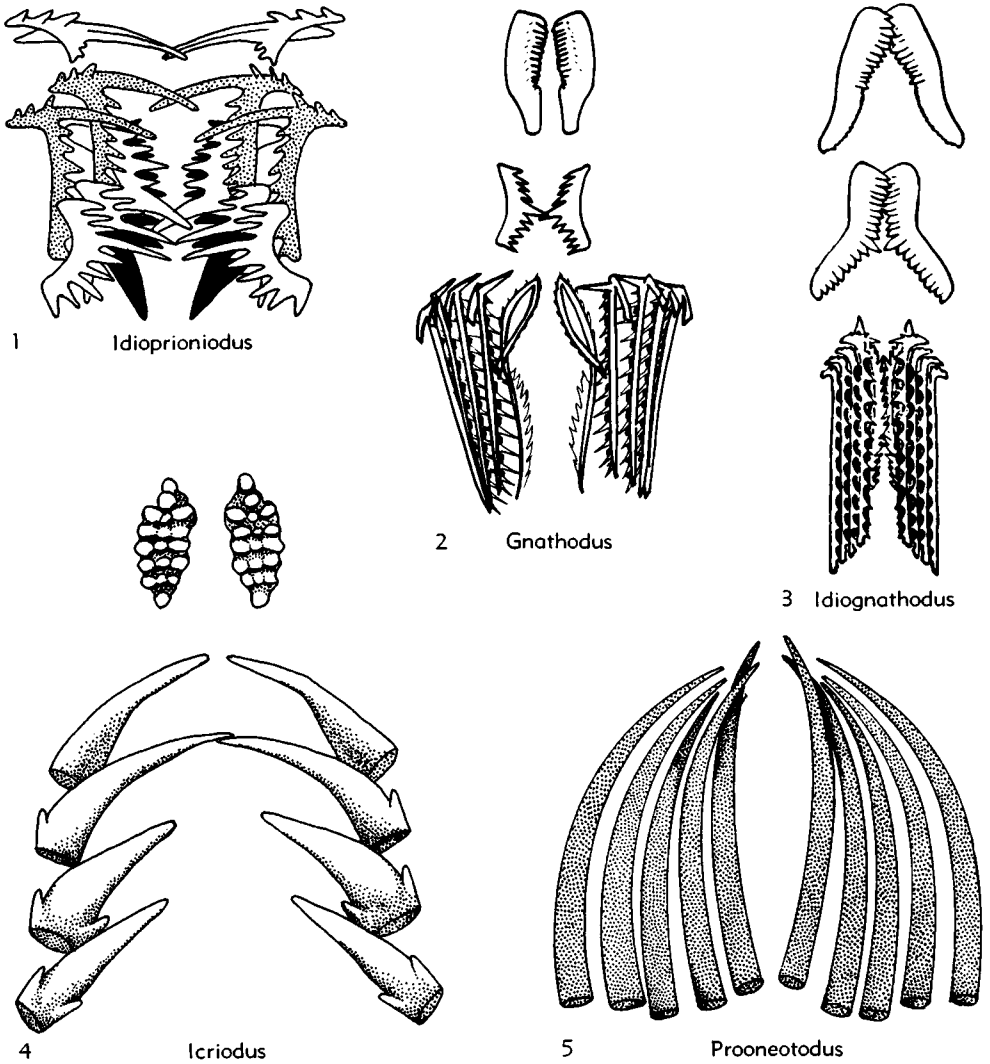 1 Idioprioniodus
2 Gnathodus
3 Idiognathodus
4 Icriodus
5 Prooneotodus